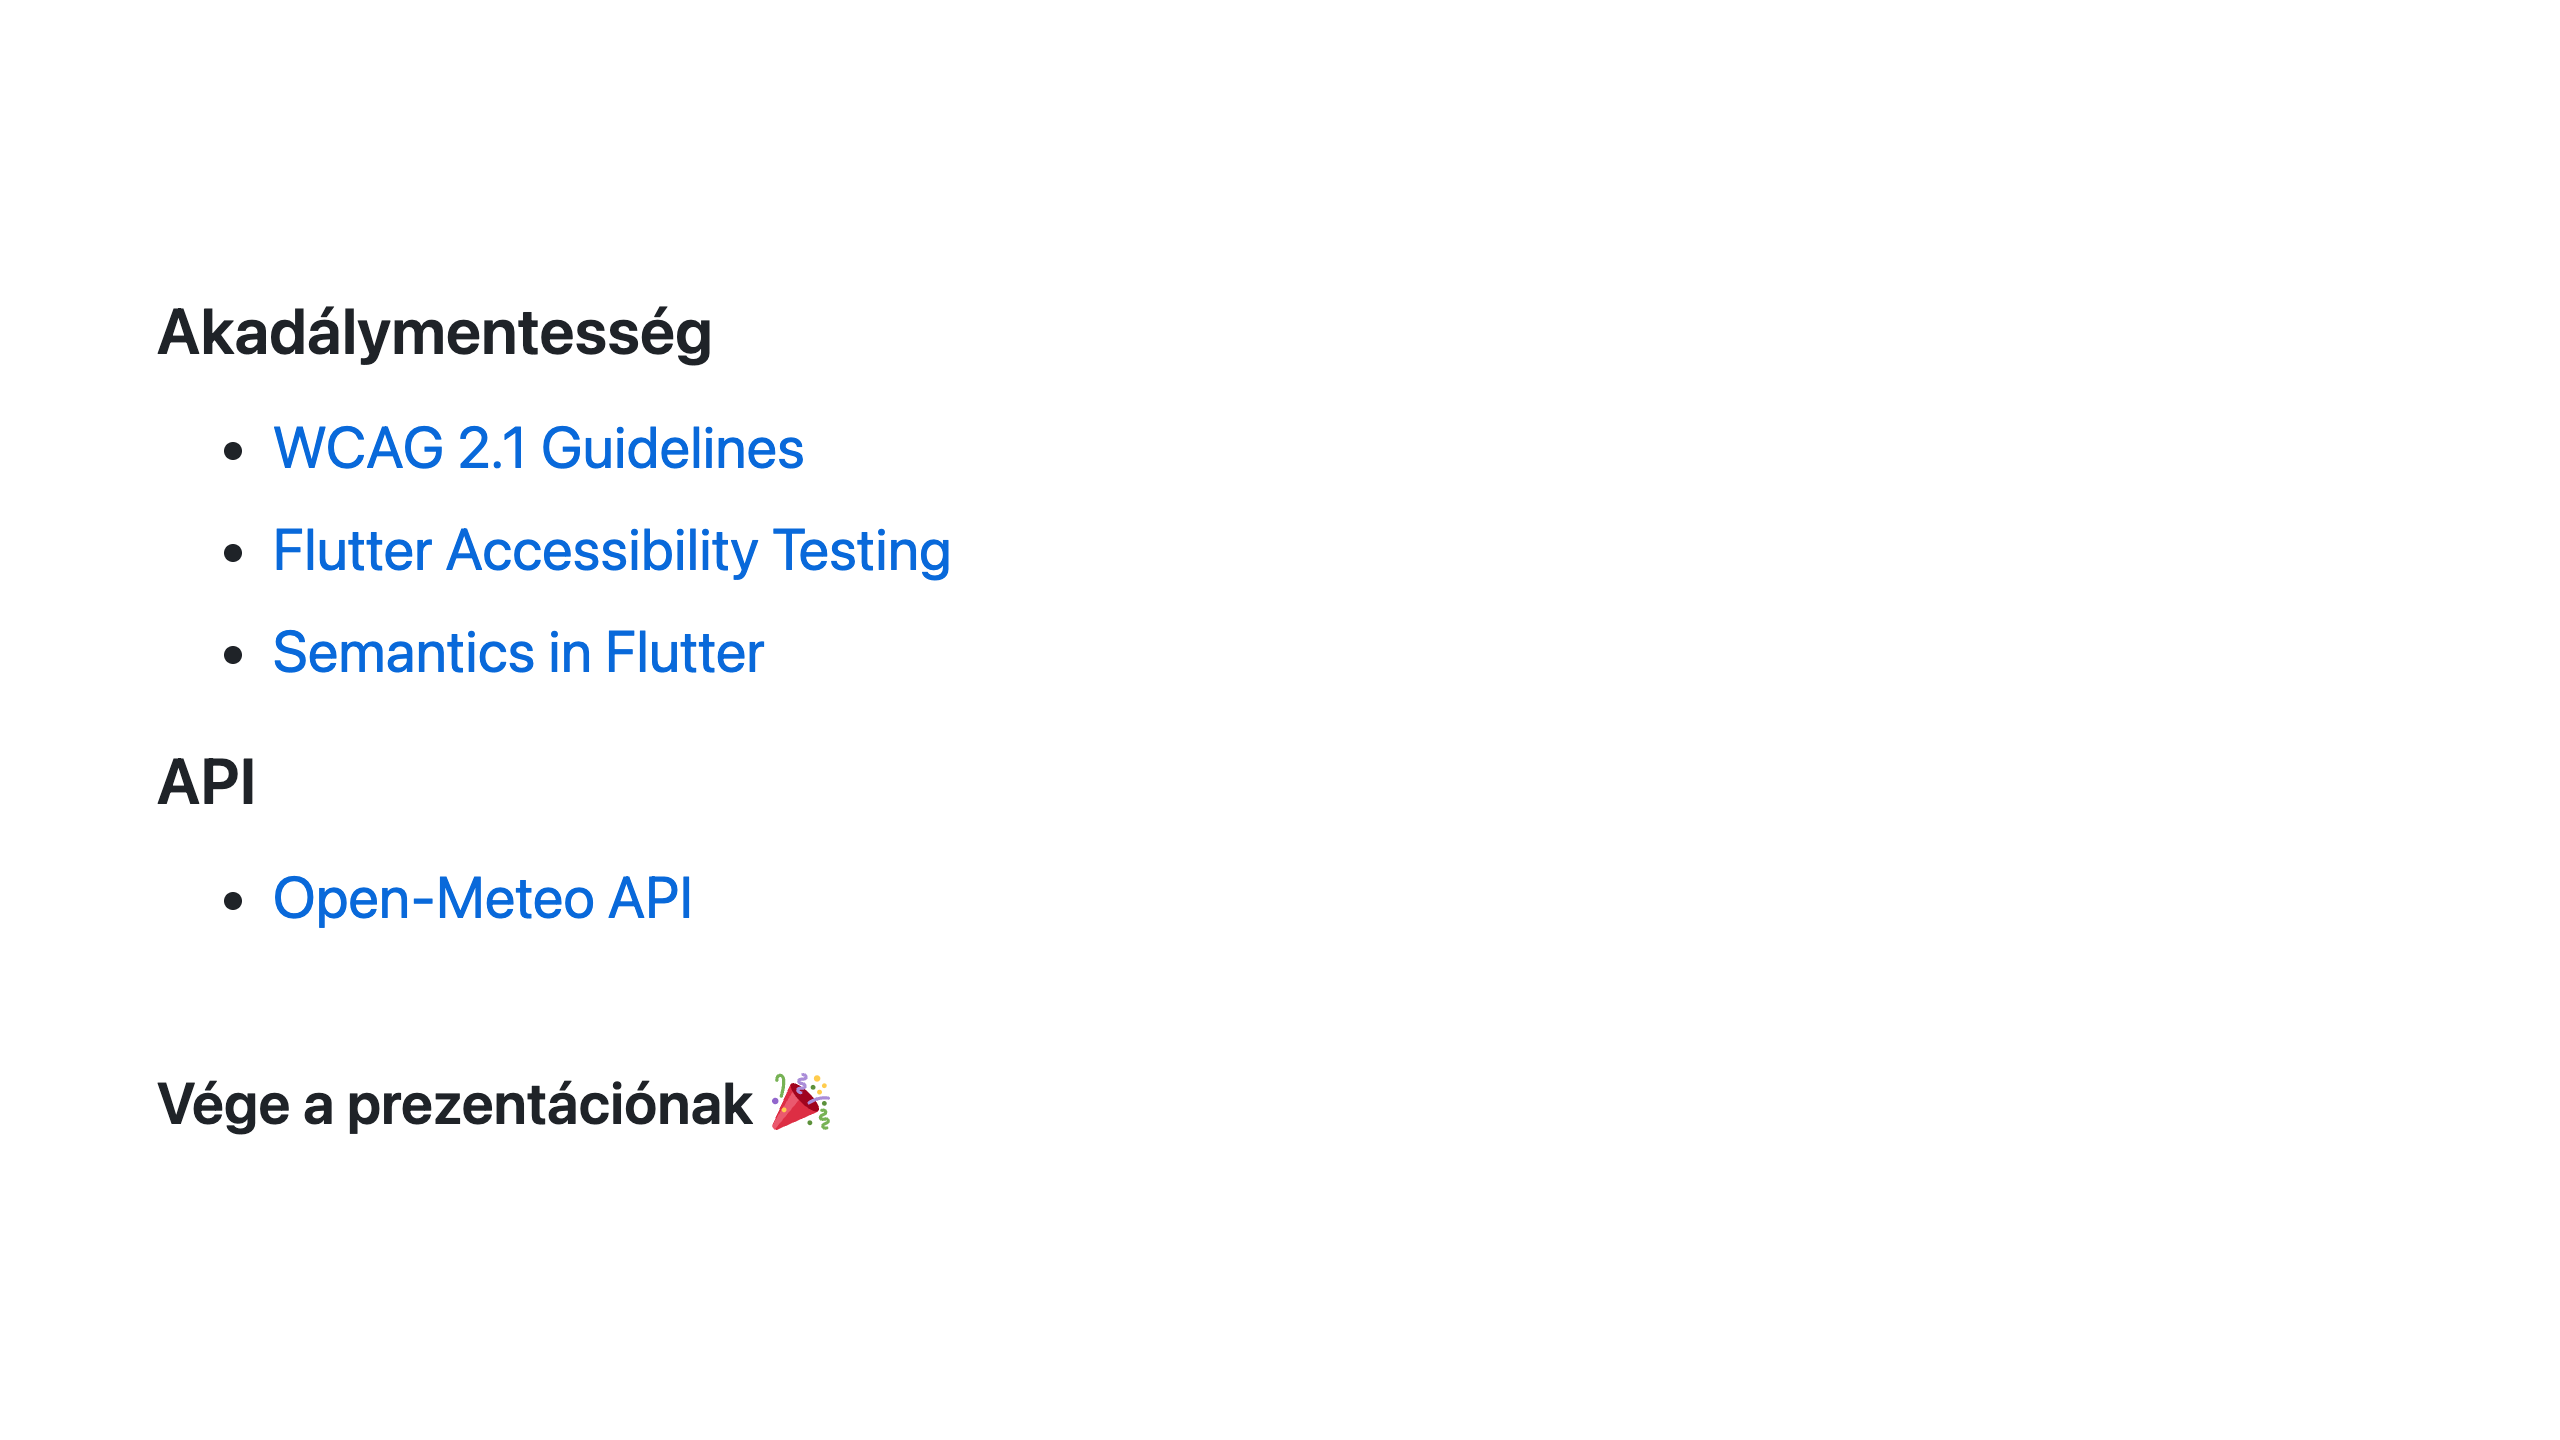 Akadálymentesség
• WCAG 2.1 Guidelines
• Flutter Accessibility Testing
• Semantics in Flutter
API
• Open-Meteo API
Vége a prezentációnak 🎉